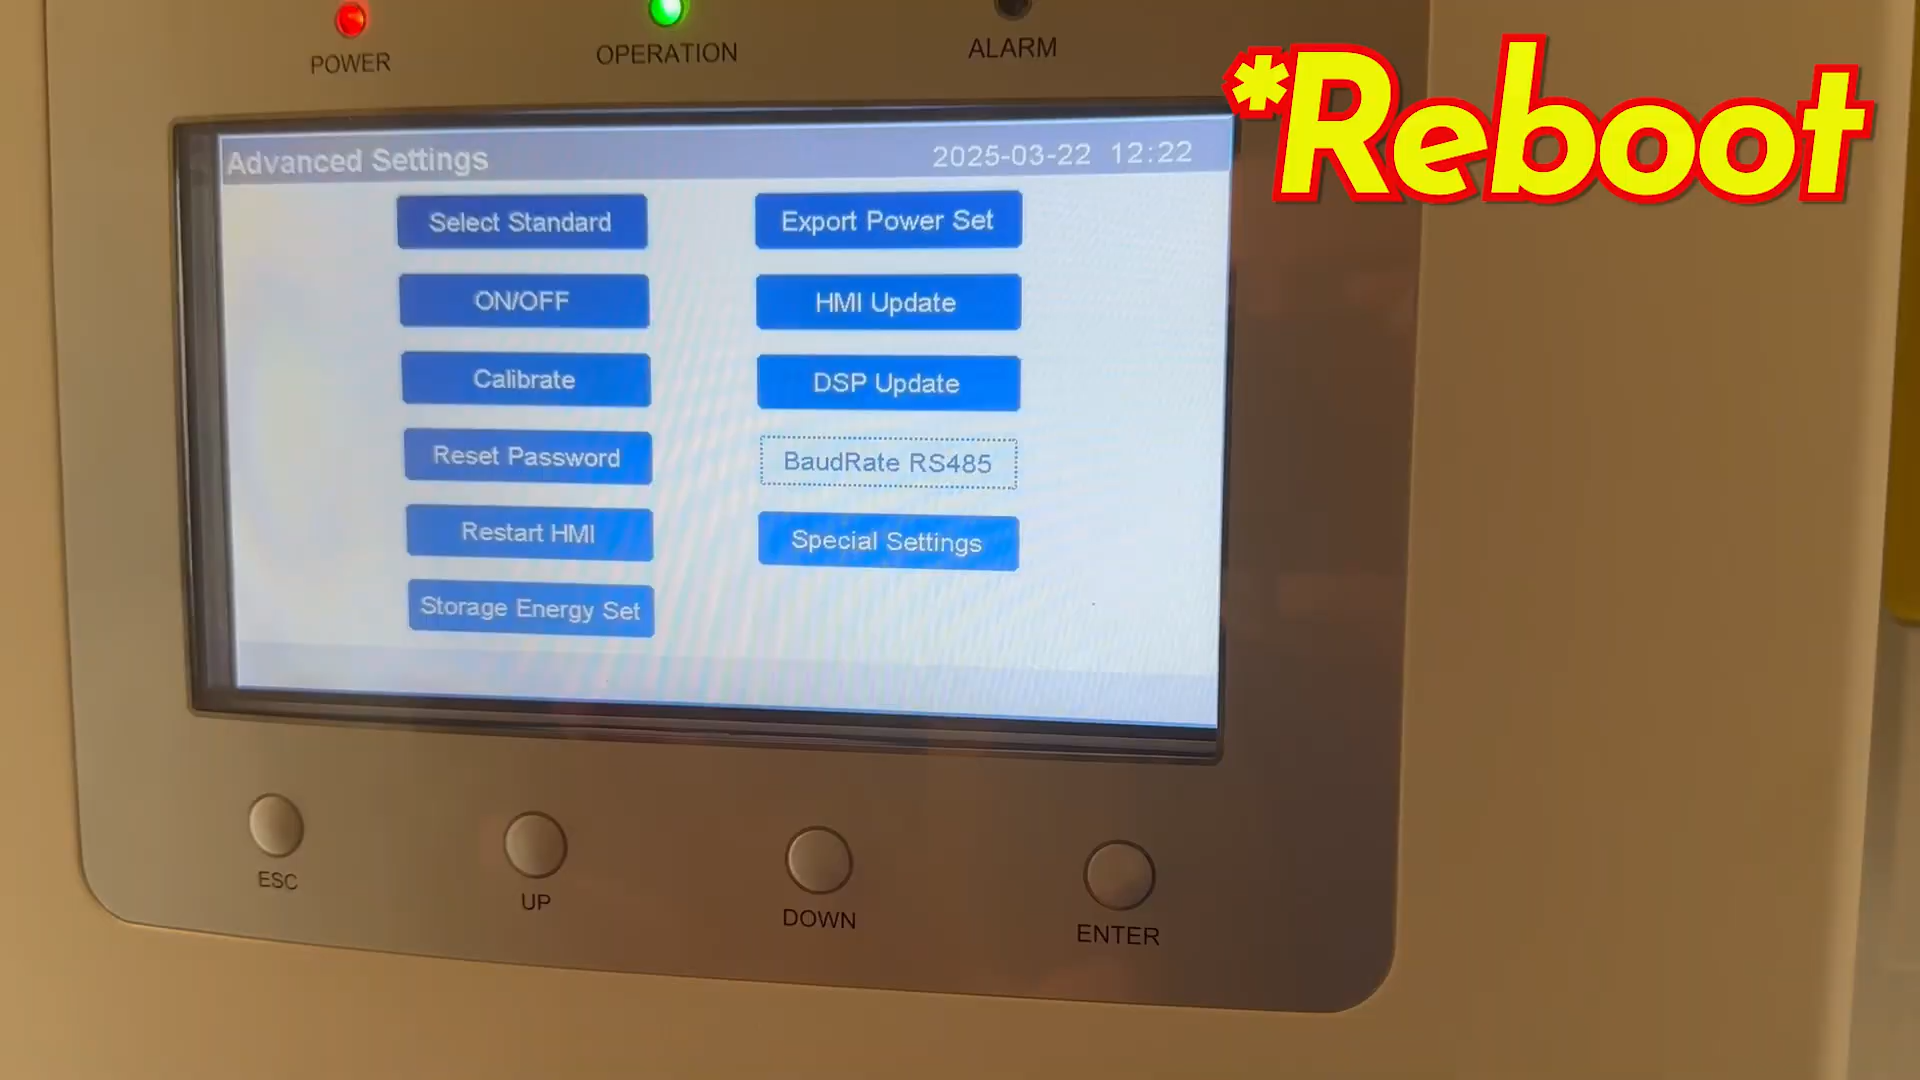 POWER
OPERATION
ALARM
*Reboot
Advanced Settings
2025-03-22 12:22
Select Standard
Export Power Set
ON/OFF
HMI Update
Calibrate
DSP Update
Reset Password
BaudRate RS485
Restart HMI
Special Settings
Storage Energy Set
ESC
UP
DOWN
ENTER